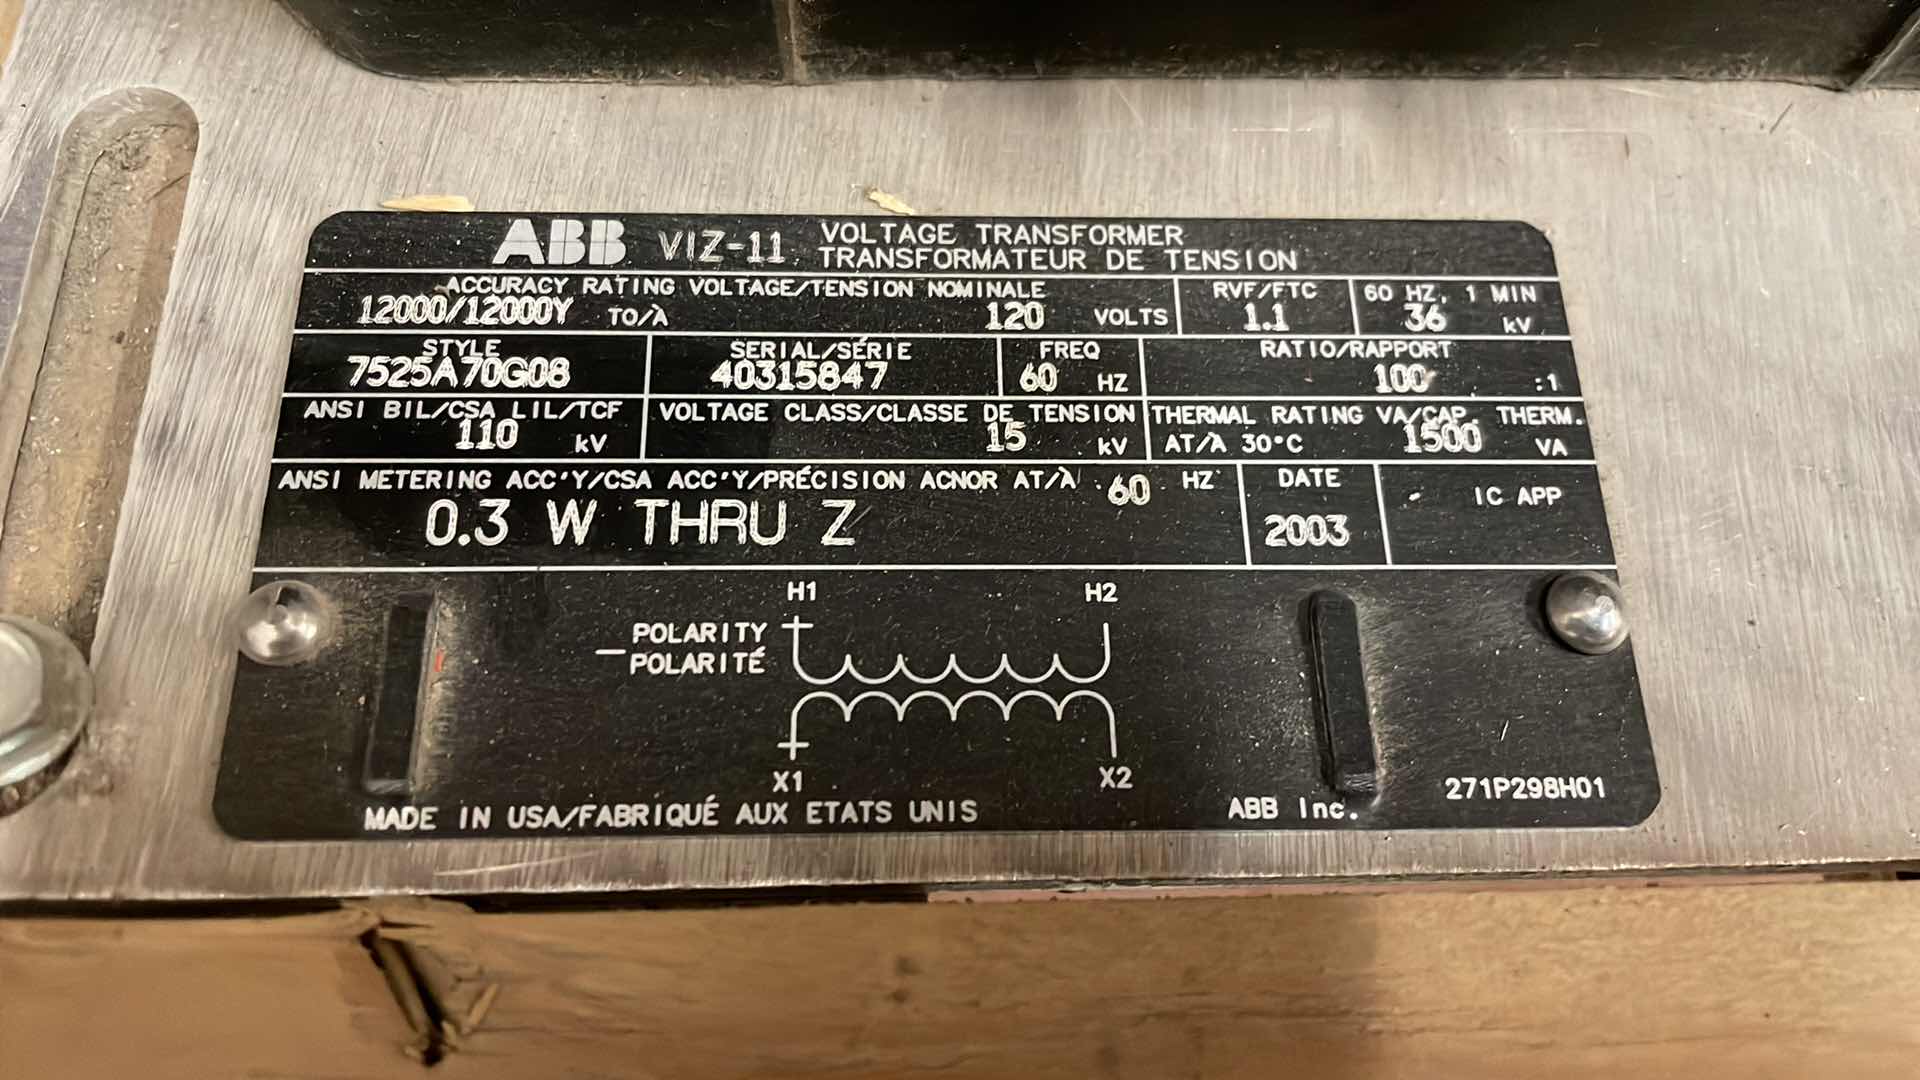 ABB VIZ-11 VOLTAGE TRANSFORMER
TRANSFORMATEUR DE TENSION
ACCURACY RATING VOLTAGE/TENSION NOMINALE
12000/12000Y TO/À 120 VOLTS
RVF/FTC
1.1
60 HZ, 1 MIN
36 kV
STYLE
7525A70G08
SERIAL/SÉRIE
40315847
FREQ
60 HZ
RATIO/RAPPORT
100 :1
ANSI BIL/CSA LIL/TCF
110 kV
VOLTAGE CLASS/CLASSE DE TENSION
15 kV
THERMAL RATING VA/CAP. THERM.
AT/À 30°C 1500 VA
ANSI METERING ACC'Y/CSA ACC'Y/PRÉCISION ACNOR AT/À 60 HZ
0.3 W THRU Z
DATE
2003
IC APP
H1 H2
POLARITY
POLARITÉ
X1 X2
271P298H01
MADE IN USA/FABRIQUÉ AUX ETATS UNIS ABB Inc.